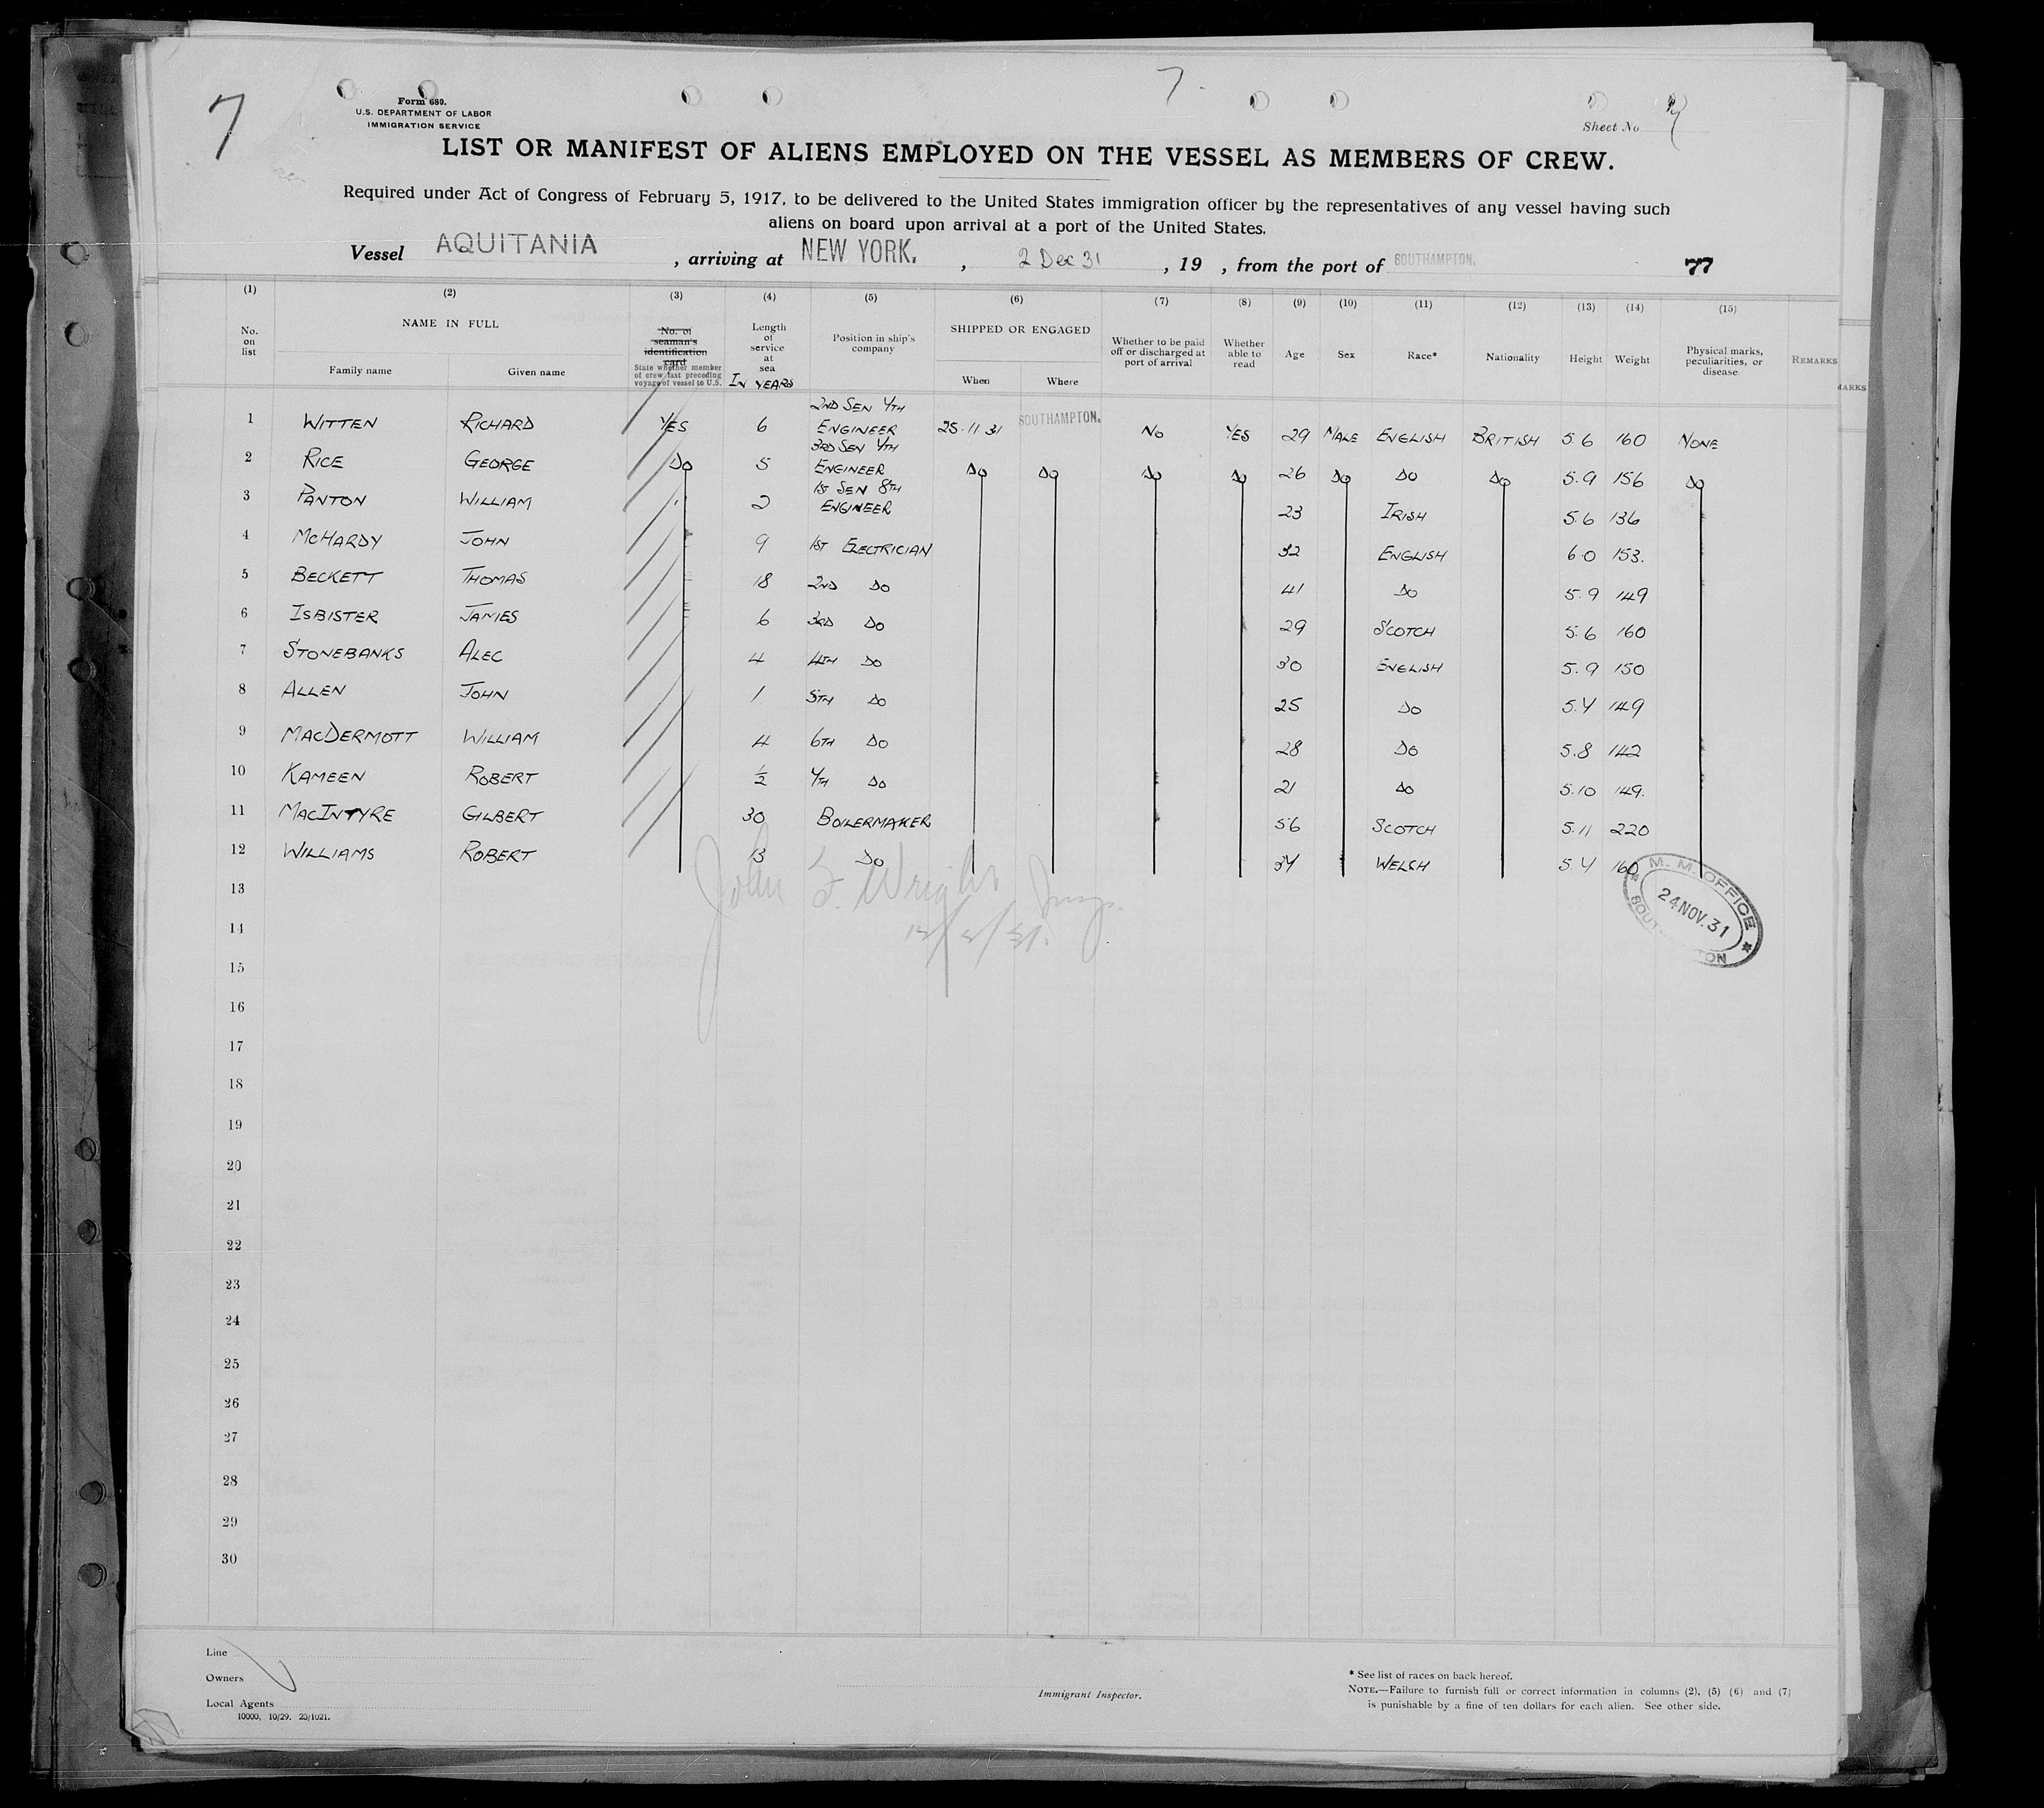 7
7.
Form 680.
U.S. DEPARTMENT OF LABOR
IMMIGRATION SERVICE
Sheet No. 7
LIST OR MANIFEST OF ALIENS EMPLOYED ON THE VESSEL AS MEMBERS OF CREW.
Required under Act of Congress of February 5, 1917, to be delivered to the United States immigration officer by the representatives of any vessel having such
aliens on board upon arrival at a port of the United States.
Vessel AQUITANIA, arriving at NEW YORK., 2 Dec 31, 19 , from the port of SOUTHAMPTON. 77
(1) (2) (3) (4) (5) (6) (7) (8) (9) (10) (11) (12) (13) (14) (15)
No. on list
NAME IN FULL
Family name Given name
No. of seaman's identification card
State whether member of crew last preceding voyage of vessel to U.S.
Length of service at sea
IN YEARS
Position in ship's company
SHIPPED OR ENGAGED
When Where
Whether to be paid off or discharged at port of arrival
Whether able to read
Age Sex Race* Nationality Height Weight
Physical marks, peculiarities, or disease
REMARKS
MARKS
1 WITTEN RICHARD YES 6 2ND SEN 7TH ENGINEER 25.11 31 SOUTHAMPTON. NO YES 29 MALE ENGLISH BRITISH 5.6 160 NONE
2 RICE GEORGE DO 5 3RD SEN 7TH ENGINEER DO DO DO DO 26 DO DO DO 5.9 156 DO
3 PANTON WILLIAM 2 1ST SEN 8TH ENGINEER 23 IRISH 5.6 136
4 MCHARDY JOHN 9 1ST ELECTRICIAN 32 ENGLISH 6.0 153.
5 BECKETT THOMAS 18 2ND DO 41 DO 5.9 149
6 ISBISTER JAMES 6 3RD DO 29 SCOTCH 5.6 160
7 STONEBANKS ALEC 4 4TH DO 30 ENGLISH 5.9 150
8 ALLEN JOHN 1 5TH DO 25 DO 5.4 149
9 MACDERMOTT WILLIAM 4 6TH DO 28 DO 5.8 142
10 KAMEEN ROBERT ½ 7TH DO 21 DO 5.10 149.
11 MACINTYRE GILBERT 30 BOILERMAKER 56 SCOTCH 5.11 220
12 WILLIAMS ROBERT 13 DO 34 WELSH 5.4 160
John F. Wright Insp.
12/2/31.
M. M. OFFICE
24 NOV. 31
13
14
15
16
17
18
19
20
21
22
23
24
25
26
27
28
29
30
Line
Owners
Local Agents
10000, 10/29. 23/1021.
Immigrant Inspector.
* See list of races on back hereof.
NOTE.—Failure to furnish full or correct information in columns (2), (5) (6) and (7)
is punishable by a fine of ten dollars for each alien. See other side.